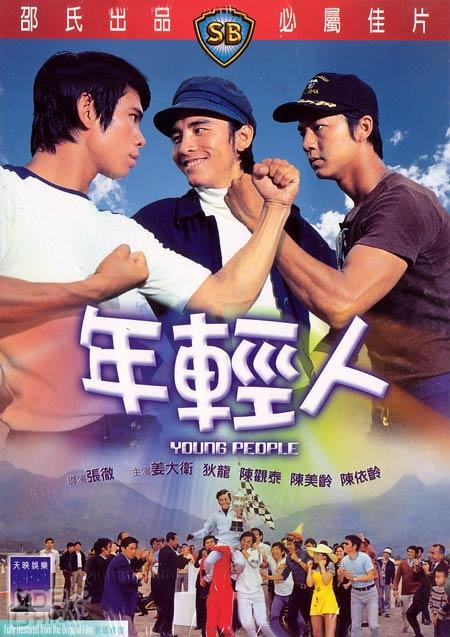 邵氏出品 SB 必屬佳片
年輕人
YOUNG PEOPLE
導演 張徹 主演 姜大衛 狄龍 陳觀泰 陳美齡 陳依齡
天映娛樂
Fully Restored from the Original Film